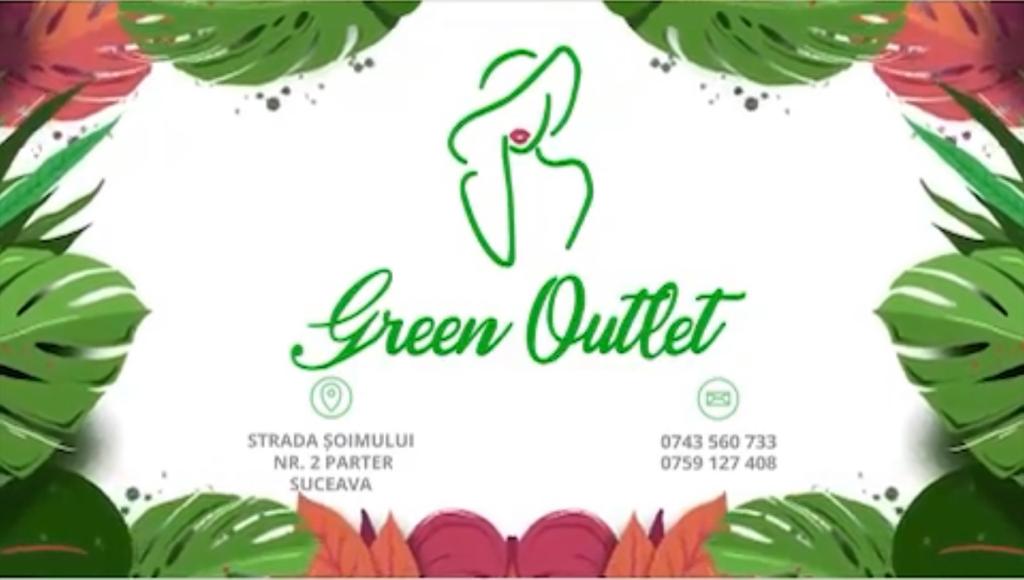 Green Outlet
STRADA ȘOIMULUI
NR. 2 PARTER
SUCEAVA
0743 560 733
0759 127 408